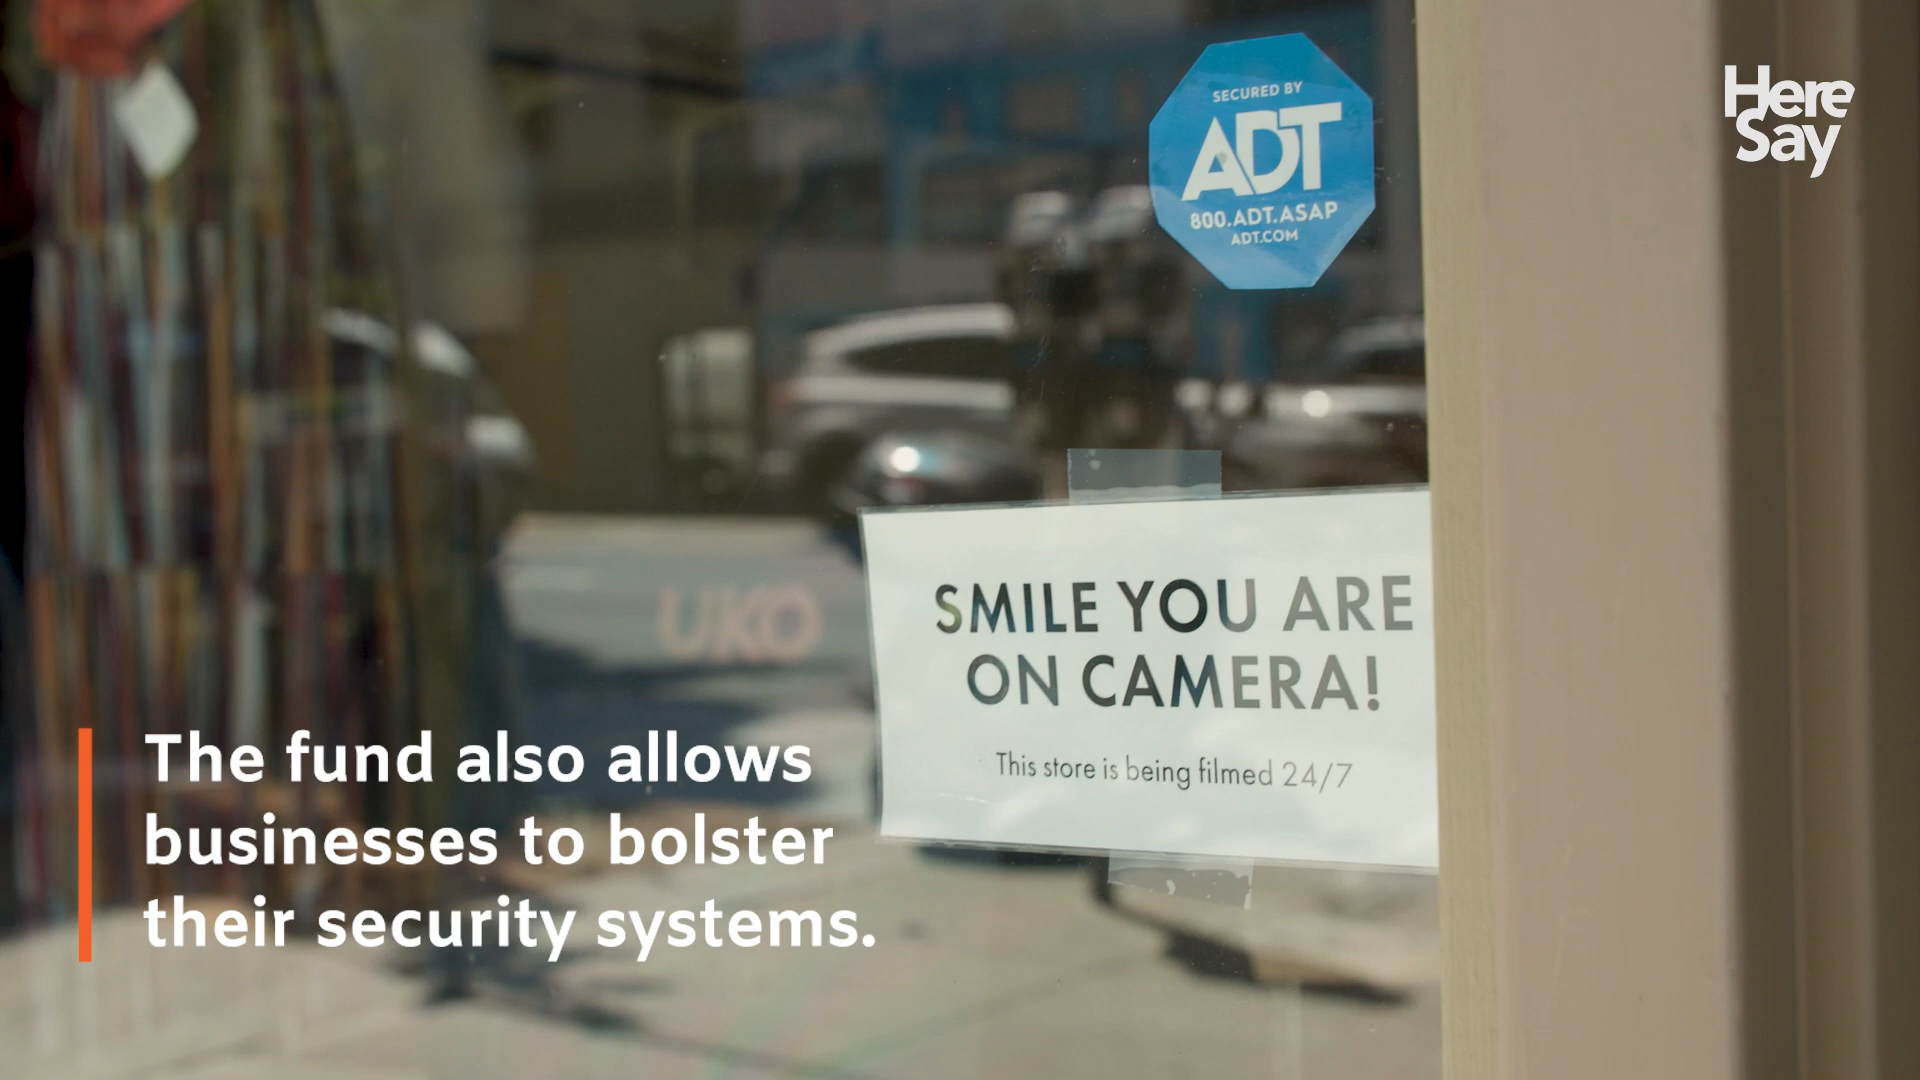 Here
Say
SECURED BY
ADT
800.ADT.ASAP
ADT.COM
UKO
SMILE YOU ARE
ON CAMERA!
This store is being filmed 24/7
The fund also allows
businesses to bolster
their security systems.